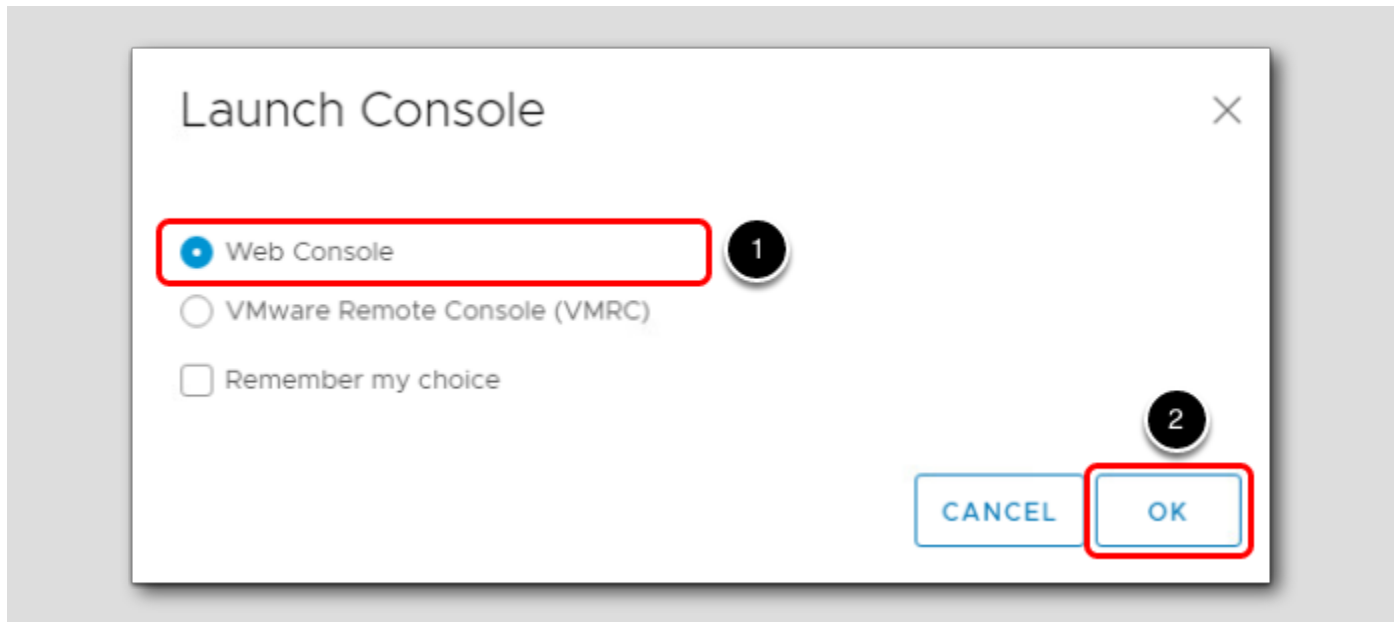 Launch Console
Web Console
1
VMware Remote Console (VMRC)
Remember my choice
2
CANCEL OK